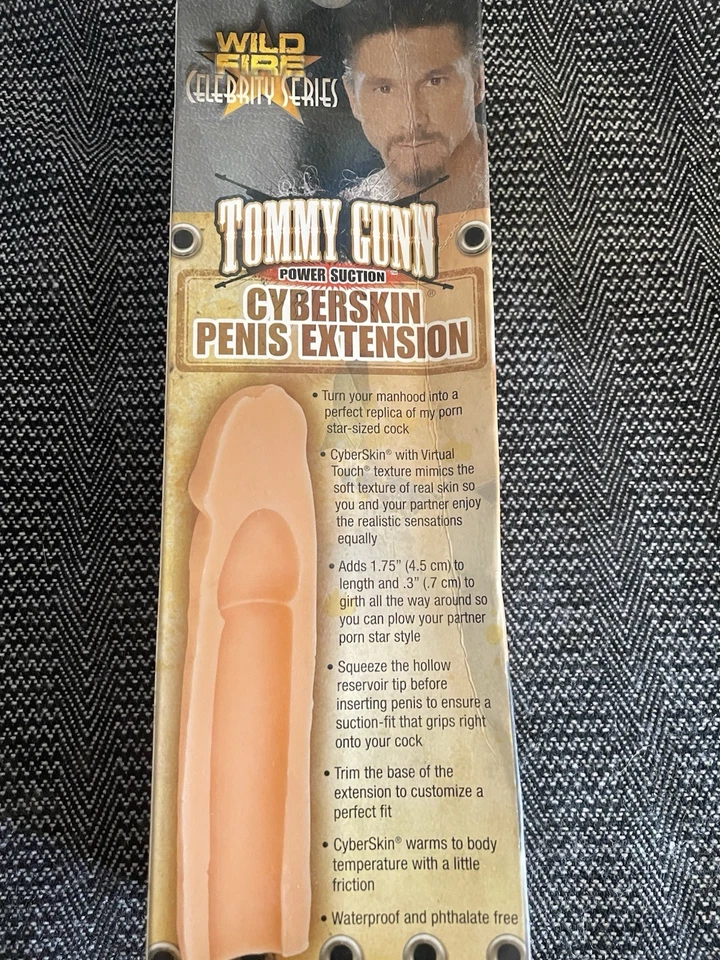 WILD
FIRE
CELEBRITY SERIES
TOMMY GUNN
POWER SUCTION
CYBERSKIN®
PENIS EXTENSION
• Turn your manhood into a
perfect replica of my porn
star-sized cock
• CyberSkin® with Virtual
Touch® texture mimics the
soft texture of real skin so
you and your partner enjoy
the realistic sensations
equally
• Adds 1.75” (4.5 cm) to
length and .3” (.7 cm) to
girth all the way around so
you can plow your partner
porn star style
• Squeeze the hollow
reservoir tip before
inserting penis to ensure a
suction-fit that grips right
onto your cock
• Trim the base of the
extension to customize a
perfect fit
• CyberSkin® warms to body
temperature with a little
friction
• Waterproof and phthalate free